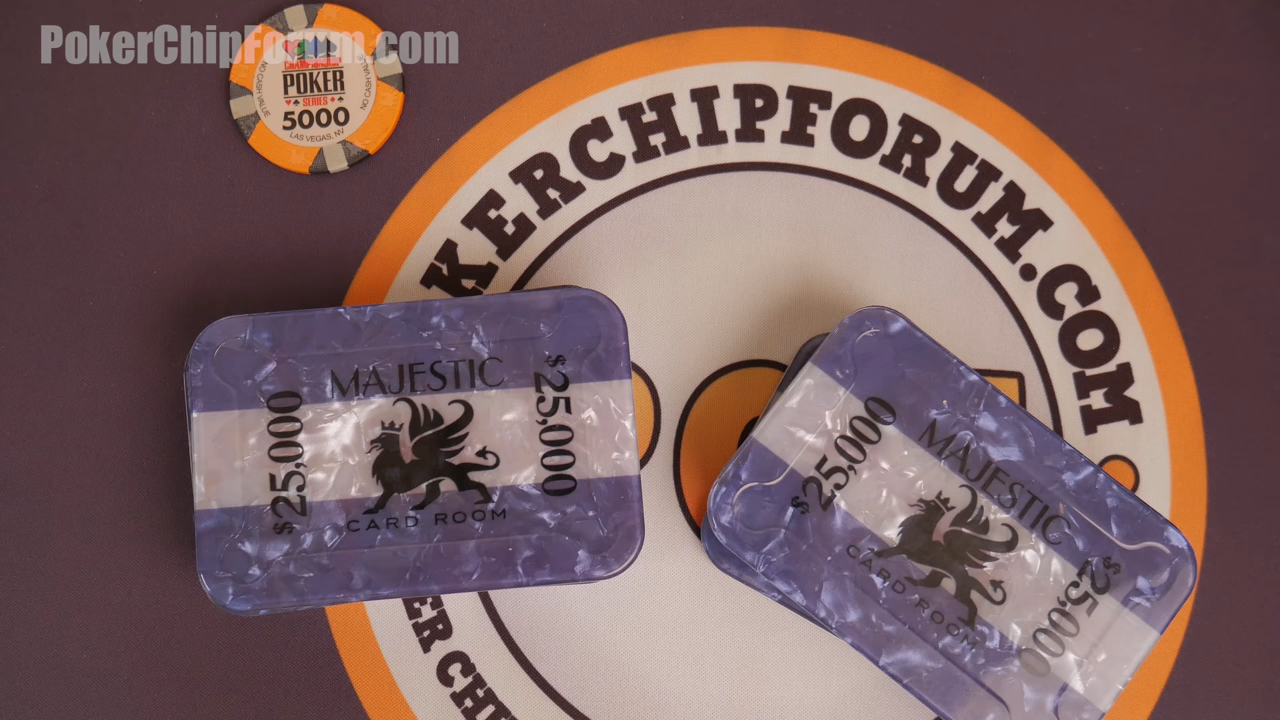 PokerChipForum.com
POKER
SERIES
5000
LAS VEGAS, NV
NO CASH VALUE
NO CASH VALUE
KERCHIPFORUM.COM
MAJESTIC
$25,000
$25,000
CARD ROOM
MAJESTIC
$25,000
$25,000
CARD ROOM
ER CHI